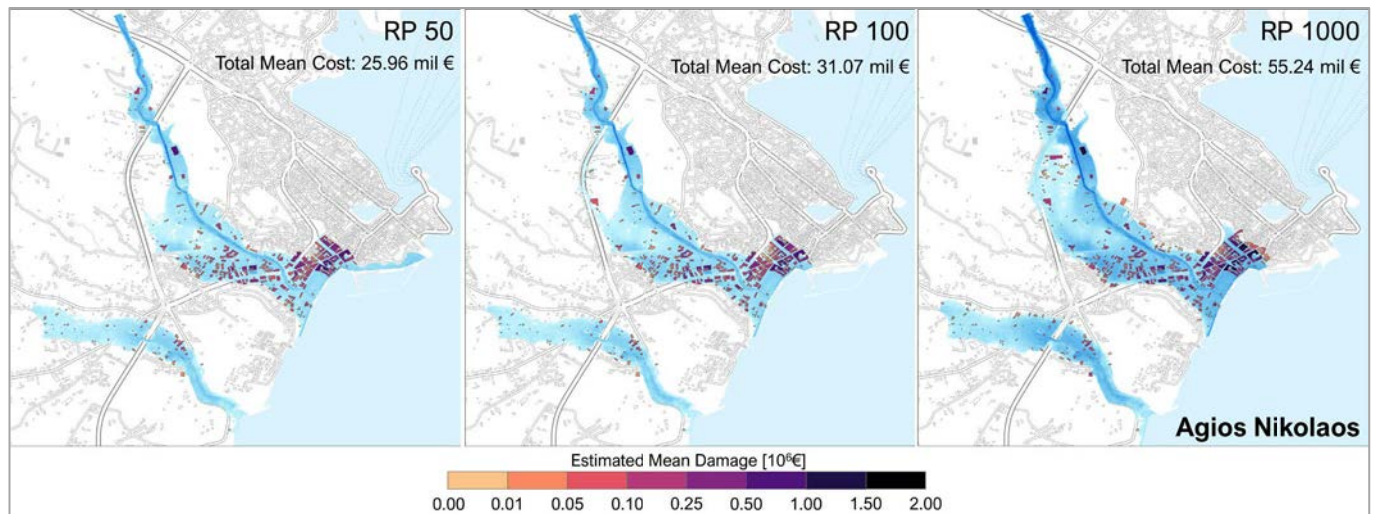 RP 50
Total Mean Cost: 25.96 mil €
RP 100
Total Mean Cost: 31.07 mil €
RP 1000
Total Mean Cost: 55.24 mil €
Agios Nikolaos
Estimated Mean Damage [10⁶€]
0.00 0.01 0.05 0.10 0.25 0.50 1.00 1.50 2.00